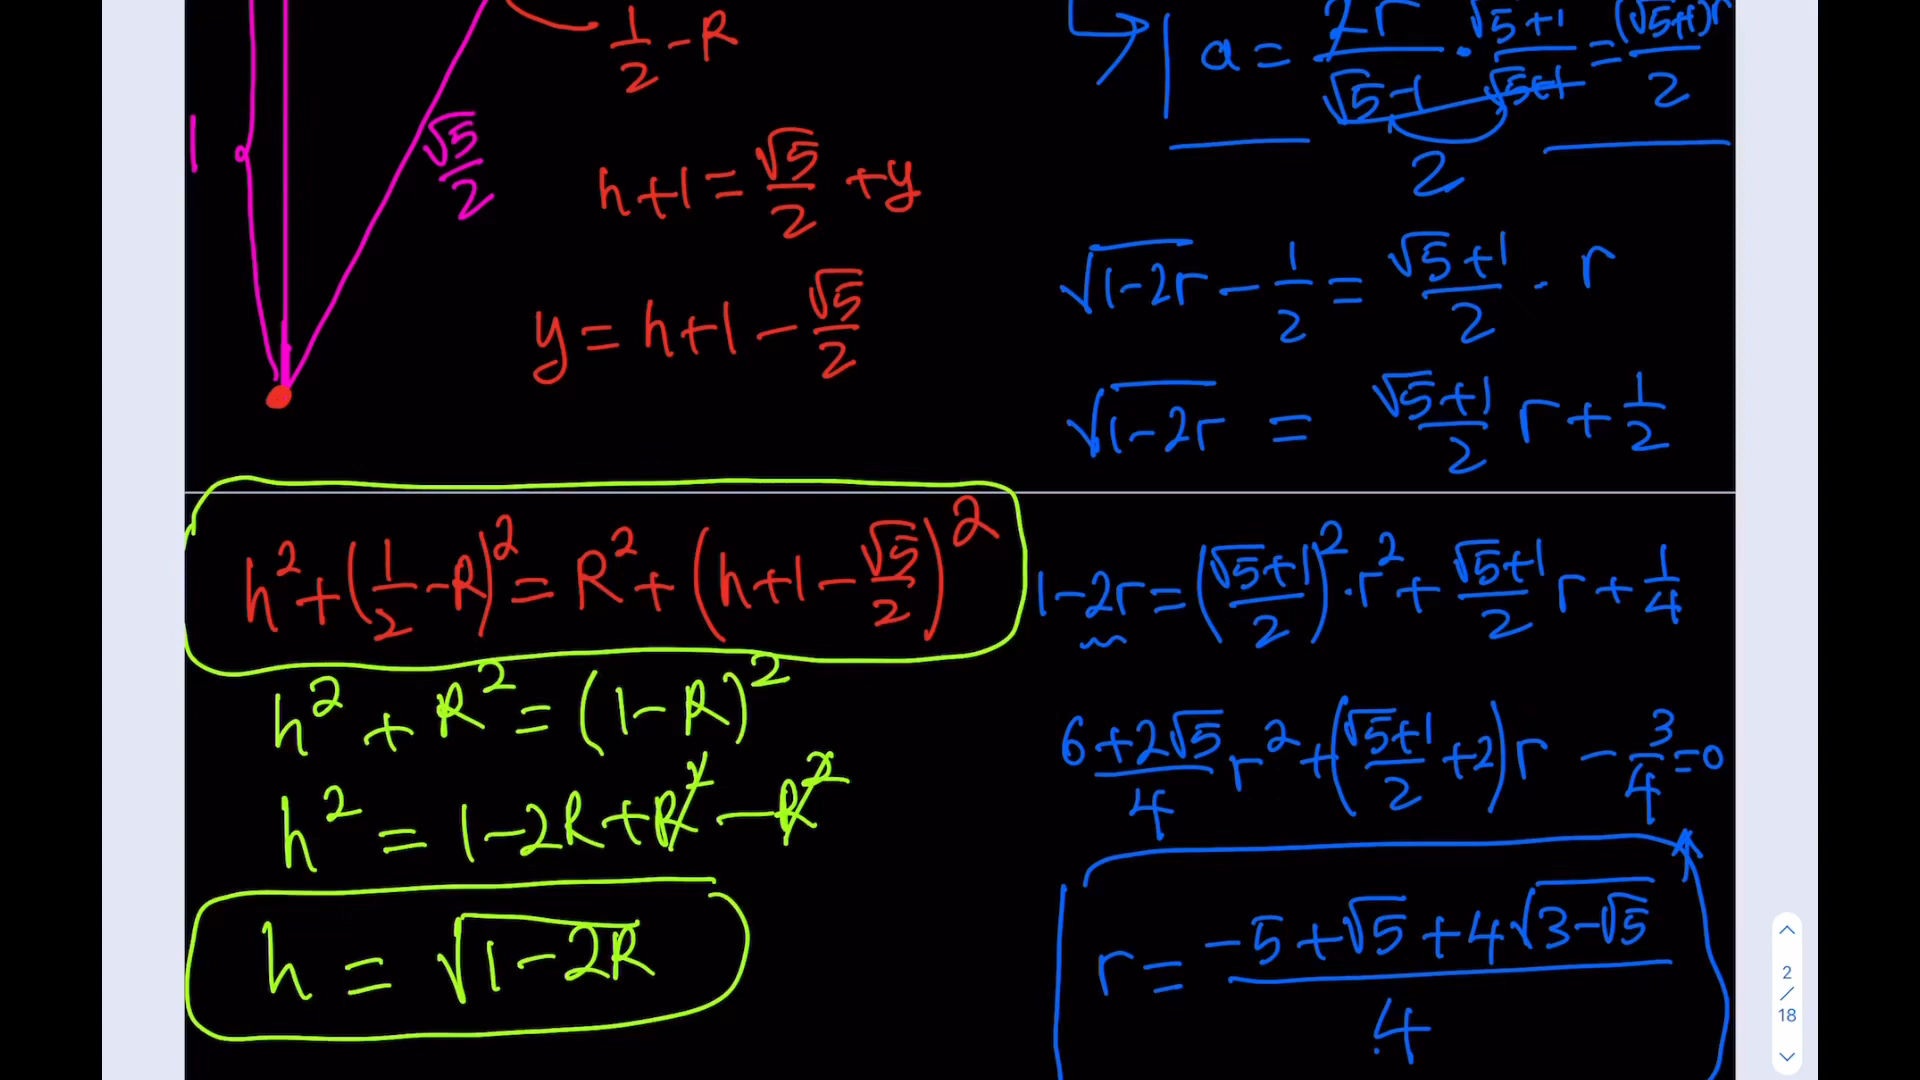 1/2 - R
1
√5/2
h+1 = √5/2 + y
y = h+1 - √5/2
h² + (1/2 - R)² = R² + (h+1 - √5/2)²
h² + R² = (1-R)²
h² = 1-2R+R² - R²
h = √(1-2R)
a = 2r/(√5-1) · (√5+1)/(√5+1) = (√5+1)r/2
2
√(1-2r) - 1/2 = (√5+1)/2 · r
√(1-2r) = (√5+1)/2 r + 1/2
1-2r = ((√5+1)/2)² · r² + (√5+1)/2 r + 1/4
(6+2√5)/4 r² + ((√5+1)/2 + 2) r - 3/4 = 0
r = (-5+√5+4√(3-√5))/4
2
/
18